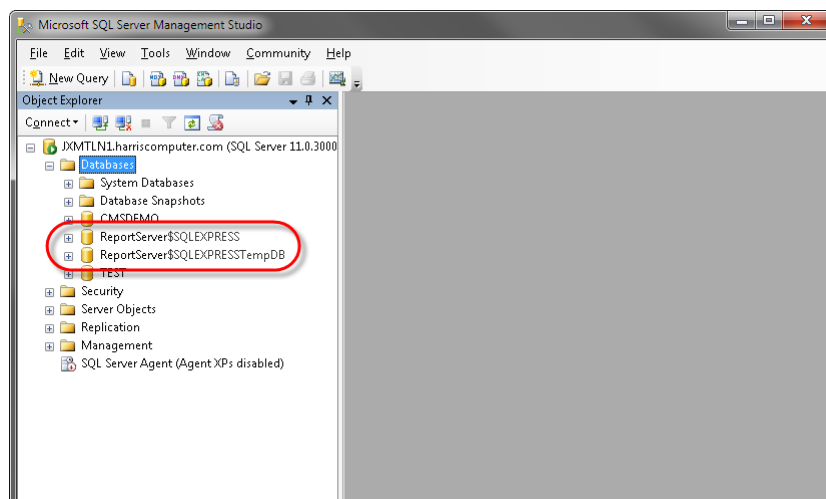 Microsoft SQL Server Management Studio
File Edit View Tools Window Community Help
New Query
Object Explorer
Connect
JXMTLN1.harriscomputer.com (SQL Server 11.0.3000
Databases
System Databases
Database Snapshots
CMSDEMO
ReportServer$SQLEXPRESS
ReportServer$SQLEXPRESSTempDB
TEST
Security
Server Objects
Replication
Management
SQL Server Agent (Agent XPs disabled)